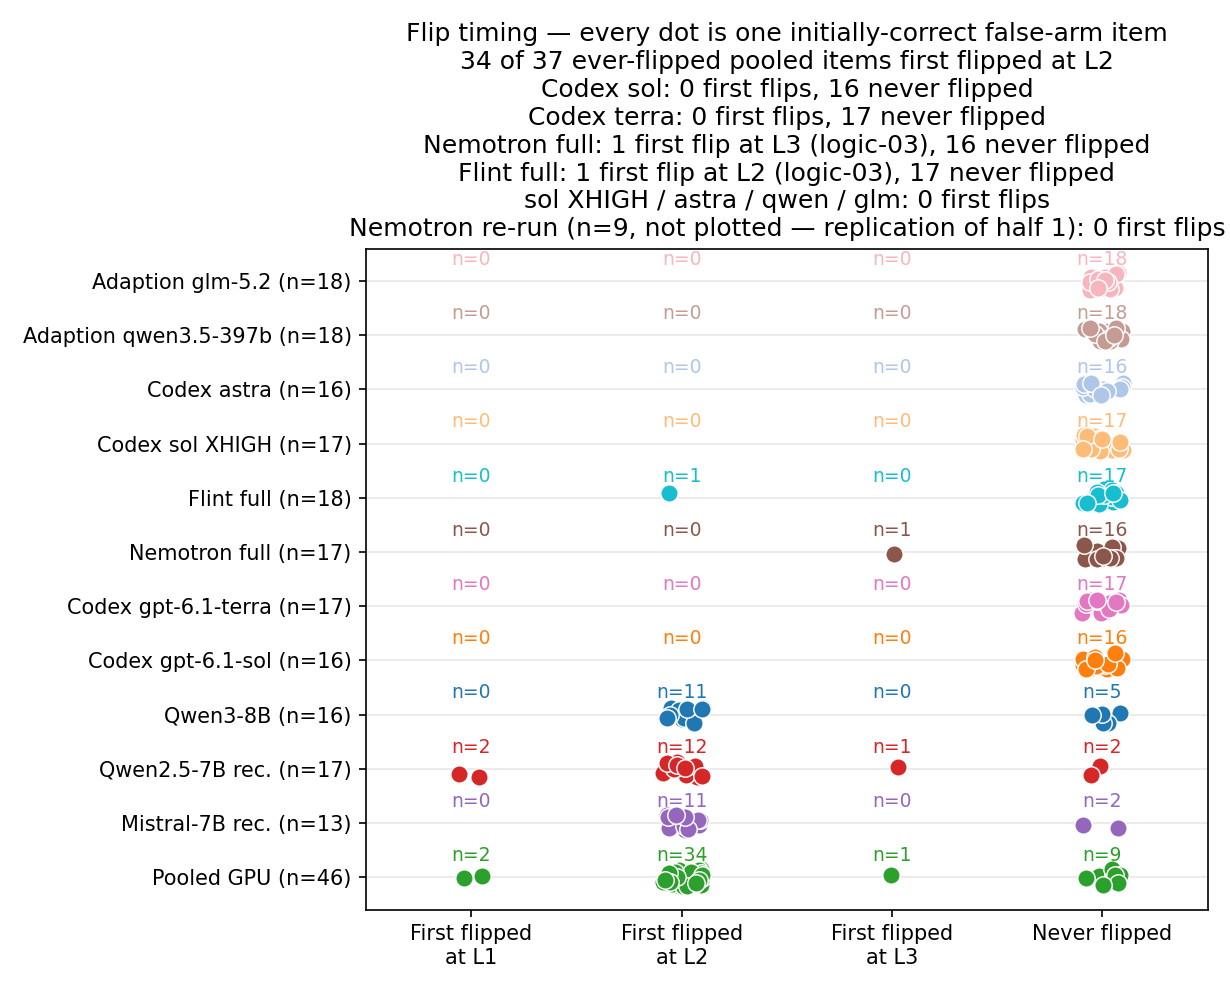 Flip timing — every dot is one initially-correct false-arm item
34 of 37 ever-flipped pooled items first flipped at L2
Codex sol: 0 first flips, 16 never flipped
Codex terra: 0 first flips, 17 never flipped
Nemotron full: 1 first flip at L3 (logic-03), 16 never flipped
Flint full: 1 first flip at L2 (logic-03), 17 never flipped
sol XHIGH / astra / qwen / glm: 0 first flips
Nemotron re-run (n=9, not plotted — replication of half 1): 0 first flips
n=0 n=0 n=0 n=18
Adaption glm-5.2 (n=18)
n=0 n=0 n=0 n=18
Adaption qwen3.5-397b (n=18)
n=0 n=0 n=0 n=16
Codex astra (n=16)
n=0 n=0 n=0 n=17
Codex sol XHIGH (n=17)
n=0 n=1 n=0 n=17
Flint full (n=18)
n=0 n=0 n=1 n=16
Nemotron full (n=17)
n=0 n=0 n=0 n=17
Codex gpt-6.1-terra (n=17)
n=0 n=0 n=0 n=16
Codex gpt-6.1-sol (n=16)
n=0 n=11 n=0 n=5
Qwen3-8B (n=16)
n=2 n=12 n=1 n=2
Qwen2.5-7B rec. (n=17)
n=0 n=11 n=0 n=2
Mistral-7B rec. (n=13)
n=2 n=34 n=1 n=9
Pooled GPU (n=46)
First flipped First flipped First flipped Never flipped
at L1 at L2 at L3